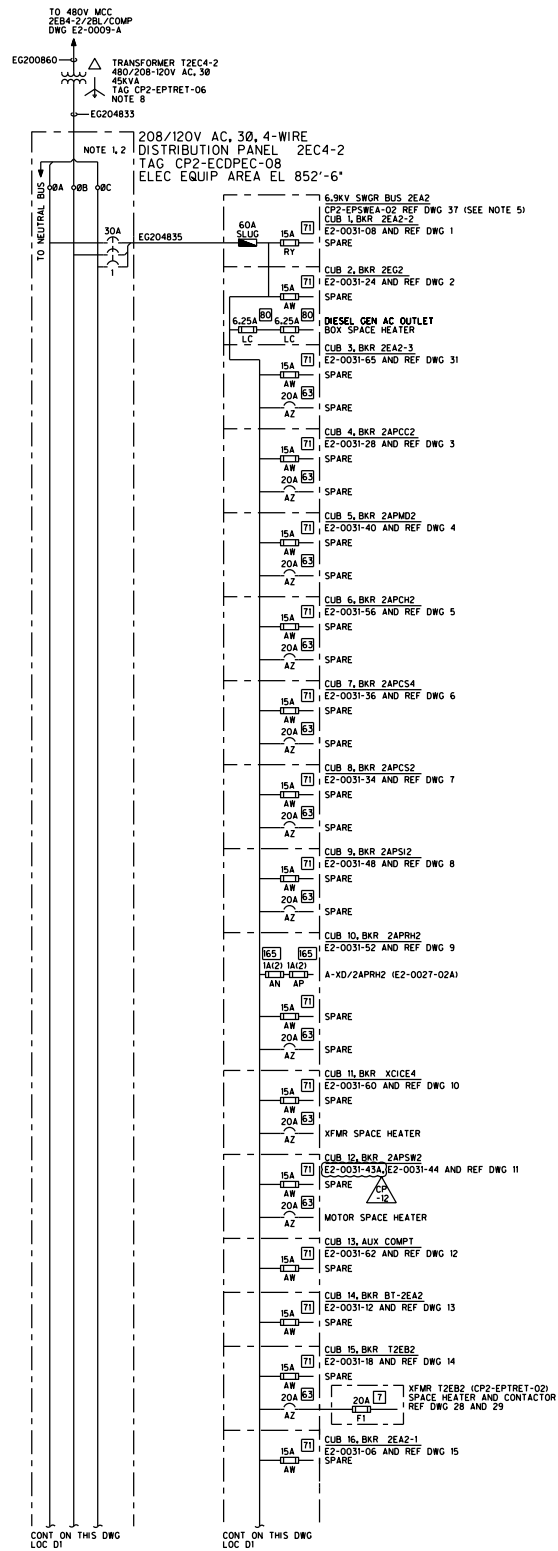 TO 480V MCC
2EB4-2/2BL/COMP
DWG E2-0009-A
EG200860
TRANSFORMER T2EC4-2
480/208-120V AC, 30
45KVA
TAG CP2-EPTRET-06
NOTE 8
EG204833
208/120V AC, 30, 4-WIRE
NOTE 1, 2
DISTRIBUTION PANEL 2EC4-2
TAG CP2-ECDPEC-08
ELEC EQUIP AREA EL 852'-6"
TO NEUTRAL BUS
ØA ØB ØC
30A
1
EG204835
60A
SLUG
6.9KV SWGR BUS 2EA2
CP2-EPSWEA-02 REF DWG 37 (SEE NOTE 5)
CUB 1, BKR 2EA2-2
15A 71 E2-0031-08 AND REF DWG 1
RY SPARE
CUB 2, BKR 2EG2
15A 71 E2-0031-24 AND REF DWG 2
AW SPARE
6.25A 80 6.25A 80 DIESEL GEN AC OUTLET
LC LC BOX SPACE HEATER
CUB 3, BKR 2EA2-3
15A 71 E2-0031-65 AND REF DWG 31
AW SPARE
20A 63
AZ SPARE
CUB 4, BKR 2APCC2
15A 71 E2-0031-28 AND REF DWG 3
AW SPARE
20A 63
AZ SPARE
CUB 5, BKR 2APMD2
15A 71 E2-0031-40 AND REF DWG 4
AW SPARE
20A 63
AZ SPARE
CUB 6, BKR 2APCH2
15A 71 E2-0031-56 AND REF DWG 5
AW SPARE
20A 63
AZ SPARE
CUB 7, BKR 2APCS4
15A 71 E2-0031-36 AND REF DWG 6
AW SPARE
20A 63
AZ SPARE
CUB 8, BKR 2APCS2
15A 71 E2-0031-34 AND REF DWG 7
AW SPARE
20A 63
AZ SPARE
CUB 9, BKR 2APSI2
15A 71 E2-0031-48 AND REF DWG 8
AW SPARE
20A 63
AZ SPARE
CUB 10, BKR 2APRH2
E2-0031-52 AND REF DWG 9
165 165
1A(2) 1A(2)
AN AP A-XD/2APRH2 (E2-0027-02A)
15A 71
AW SPARE
20A 63
AZ SPARE
CUB 11, BKR XCICE4
15A 71 E2-0031-60 AND REF DWG 10
AW SPARE
20A 63
AZ XFMR SPACE HEATER
CUB 12, BKR 2APSW2
15A 71 E2-0031-43A, E2-0031-44 AND REF DWG 11
AW SPARE
CP
-12
20A 63
AZ MOTOR SPACE HEATER
CUB 13, AUX COMPT
15A 71 E2-0031-62 AND REF DWG 12
AW SPARE
CUB 14, BKR BT-2EA2
15A 71 E2-0031-12 AND REF DWG 13
AW SPARE
CUB 15, BKR T2EB2
15A 71 E2-0031-18 AND REF DWG 14
AW SPARE
20A 63
AZ
20A 7
F1
XFMR T2EB2 (CP2-EPTRET-02)
SPACE HEATER AND CONTACTOR
REF DWG 28 AND 29
CUB 16, BKR 2EA2-1
15A 71 E2-0031-06 AND REF DWG 15
AW SPARE
CONT ON THIS DWG
LOC D1
CONT ON THIS DWG
LOC D1